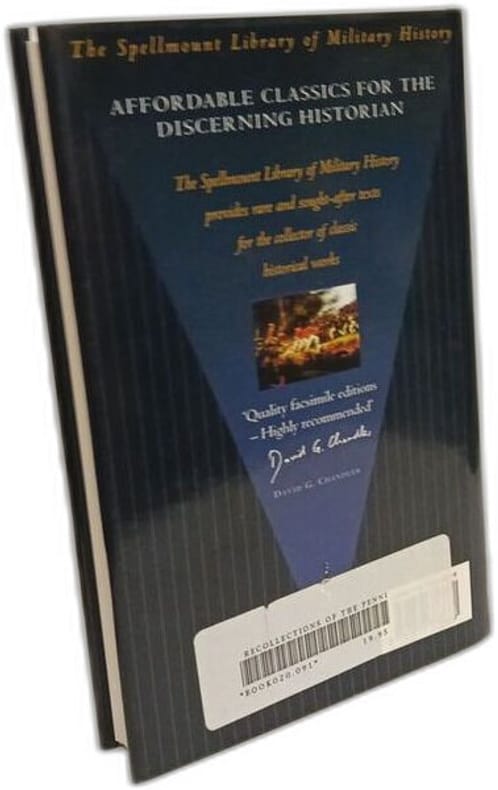 The Spellmount Library of Military History
AFFORDABLE CLASSICS FOR THE
DISCERNING HISTORIAN
The Spellmount Library of Military History
provides rare and sought-after texts
for the collector of classic
historical works
'Quality facsimile editions
– Highly recommended'
David G. Chandler
DAVID G. CHANDLER
RECOLLECTIONS OF THE PENNI
19.95
*BOOK020.091*